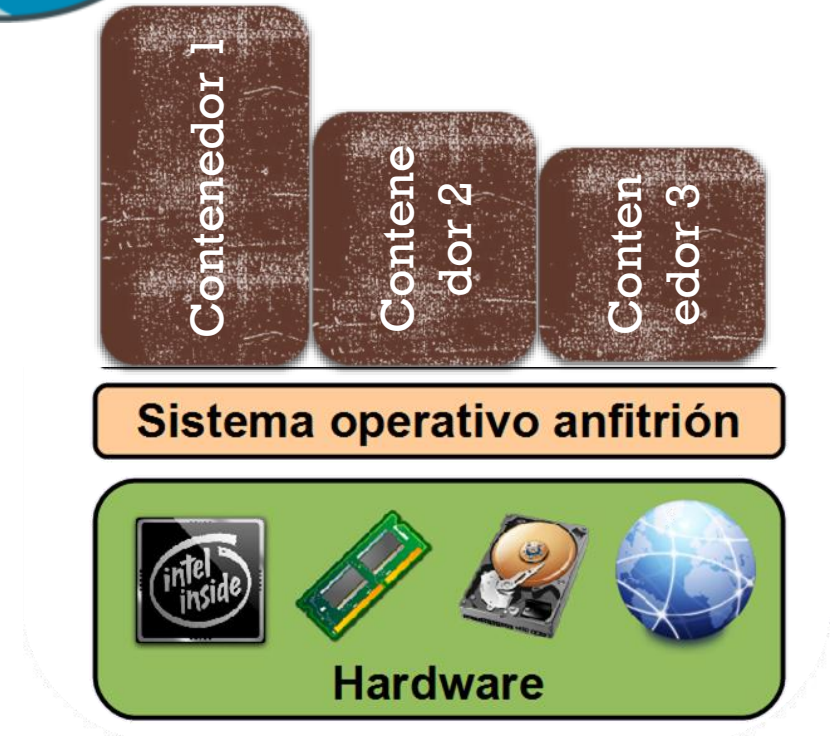 Contenedor 1
Contene
dor 2
Conten
edor 3
Sistema operativo anfitrión
intel
inside
Hardware